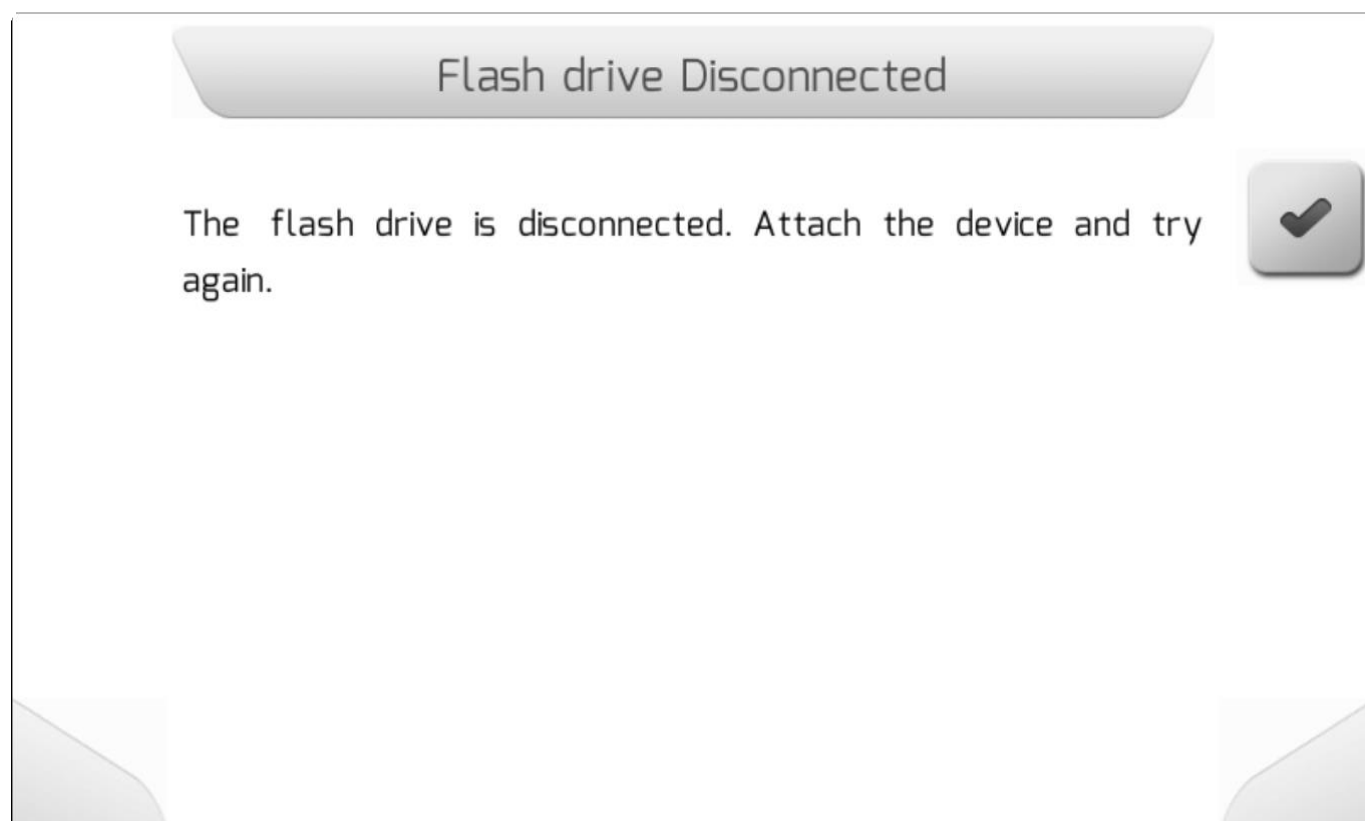 Flash drive Disconnected
The flash drive is disconnected. Attach the device and try
again.